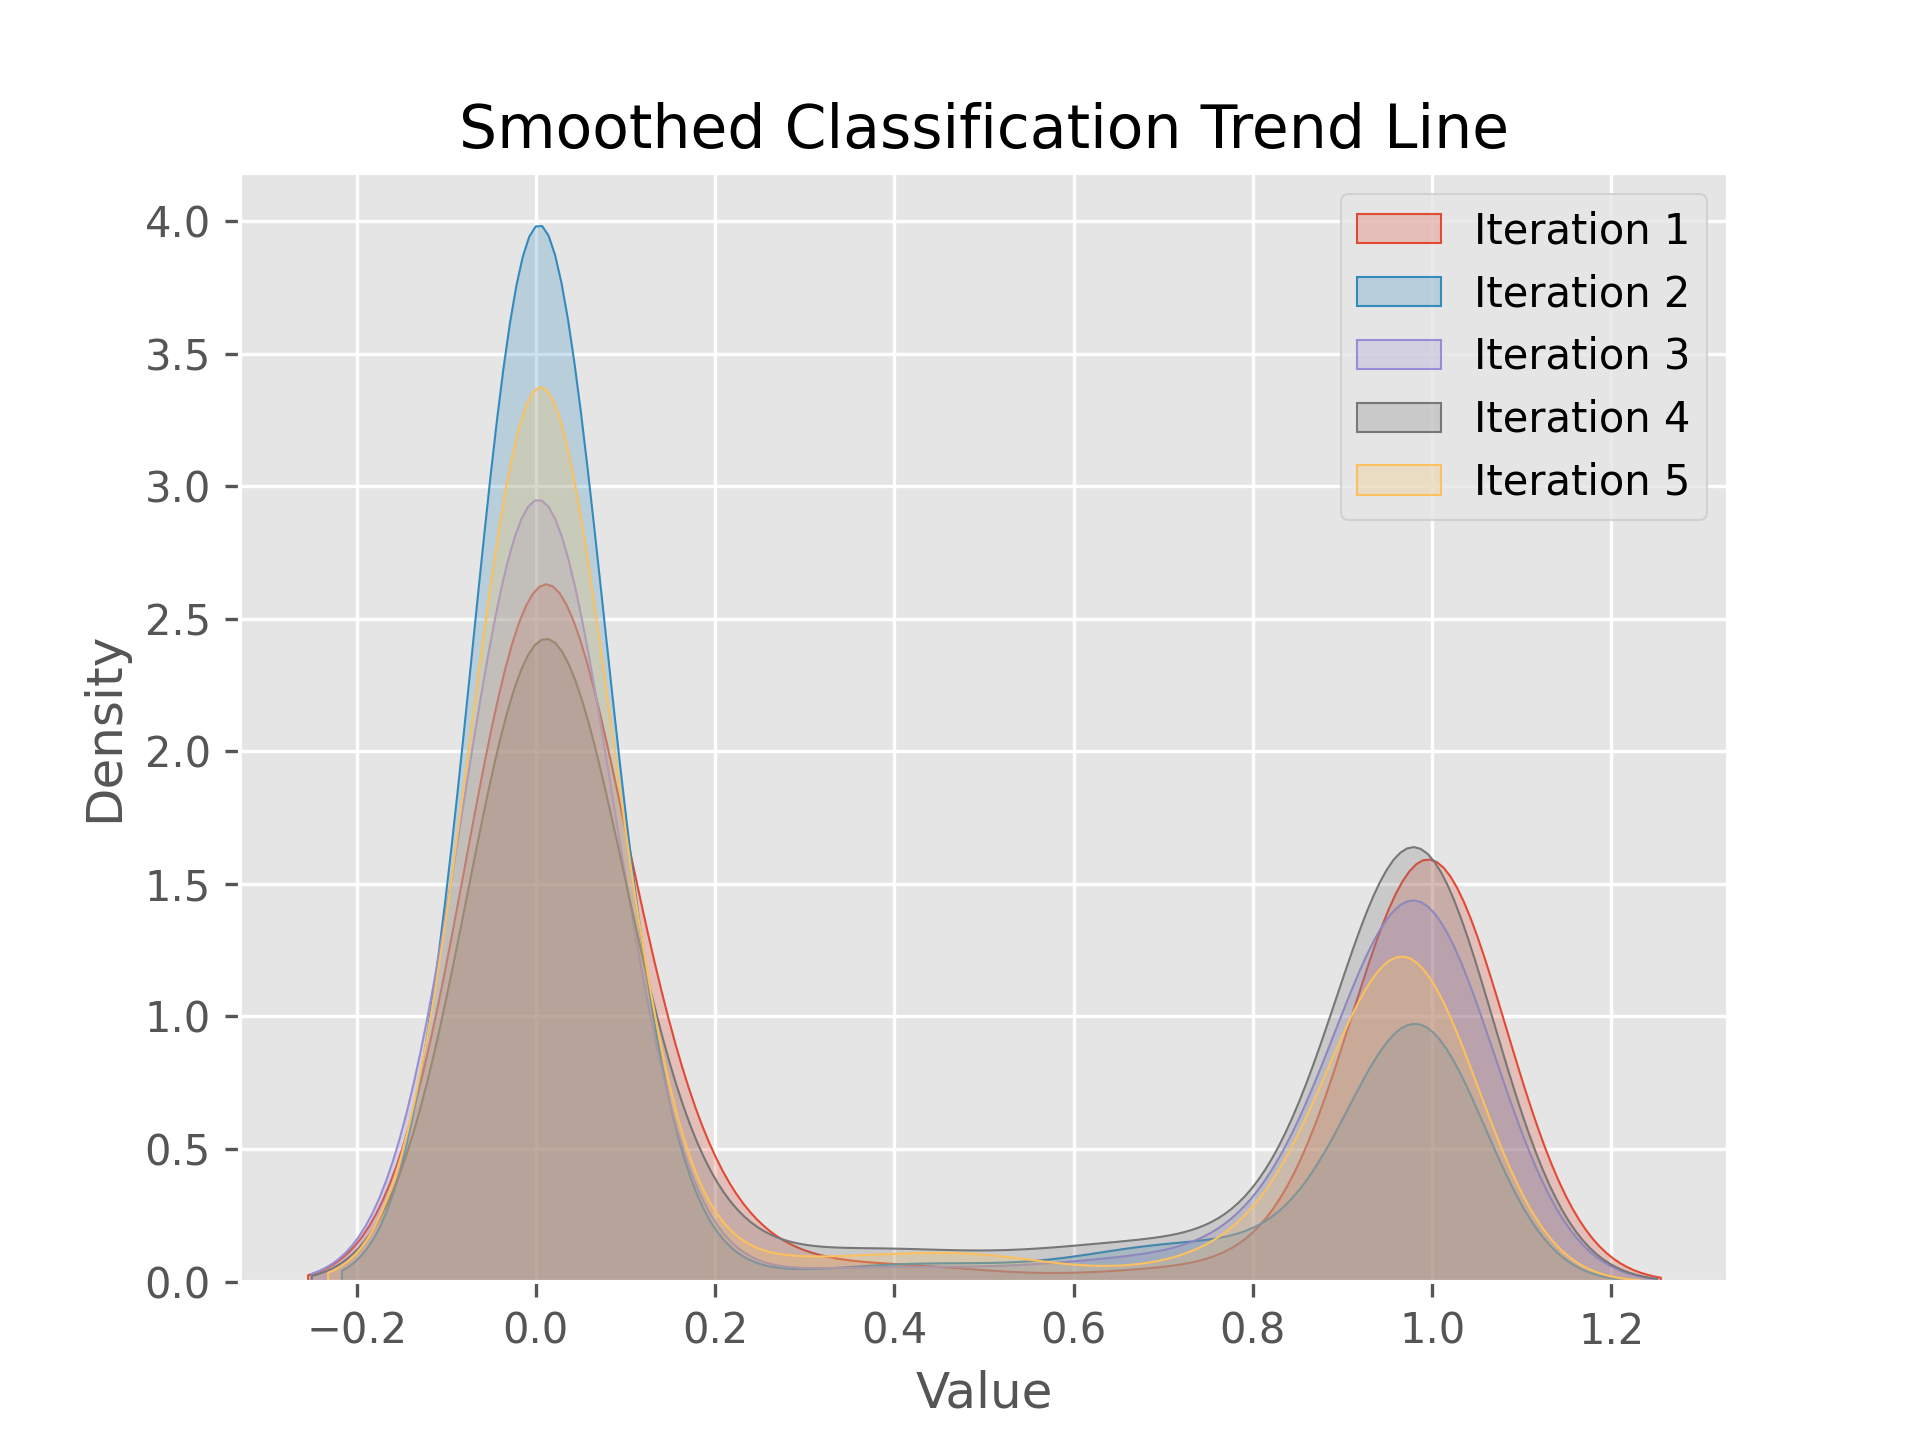 Smoothed Classification Trend Line
4.0
3.5
3.0
2.5
2.0
1.5
1.0
0.5
0.0
Density
−0.2 0.0 0.2 0.4 0.6 0.8 1.0 1.2
Value
Iteration 1
Iteration 2
Iteration 3
Iteration 4
Iteration 5